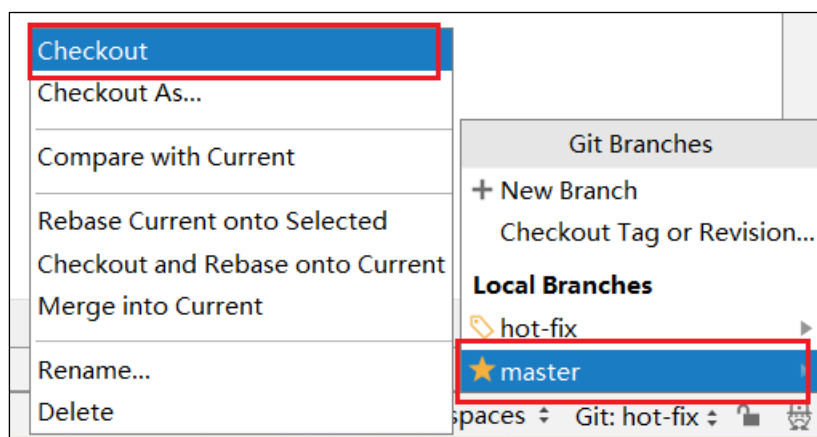 Checkout
Checkout As...
Compare with Current
Rebase Current onto Selected
Checkout and Rebase onto Current
Merge into Current
Rename...
Delete
Git Branches
New Branch
Checkout Tag or Revision...
Local Branches
hot-fix
master
spaces Git: hot-fix